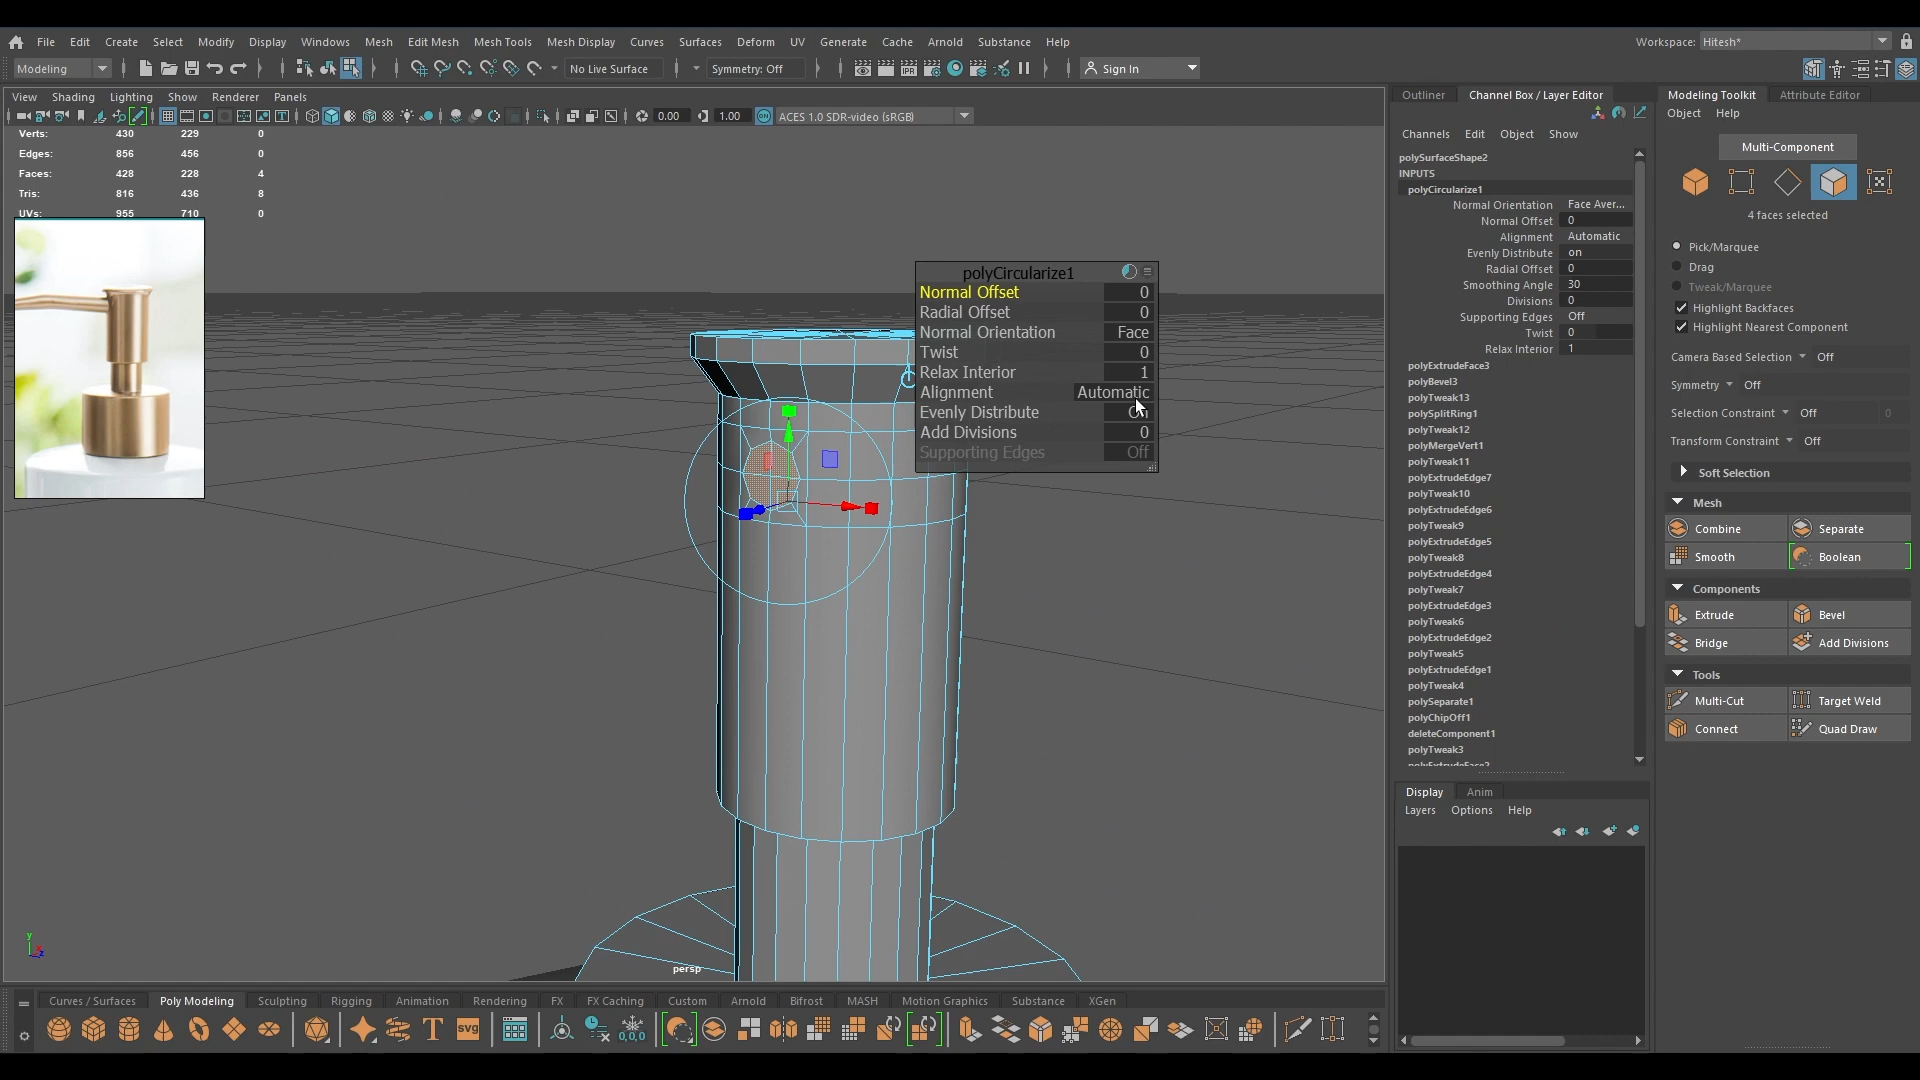 File Edit Create Select Modify Display Windows Mesh Edit Mesh Mesh Tools Mesh Display Curves Surfaces Deform UV Generate Cache Arnold Substance Help
Workspace: Hitesh*
Modeling
No Live Surface
Symmetry: Off
Sign In
View Shading Lighting Show Renderer Panels
0.00
1.00
ACES 1.0 SDR-video (sRGB)
Verts: 430 229 0
Edges: 856 456 0
Faces: 428 228 4
Tris: 816 436 8
UVs: 955 710 0
polyCircularize1
Normal Offset 0
Radial Offset 0
Normal Orientation Face
Twist 0
Relax Interior 1
Alignment Automatic
Evenly Distribute
Add Divisions 0
Supporting Edges Off
persp
Outliner Channel Box / Layer Editor
Channels Edit Object Show
polySurfaceShape2
INPUTS
polyCircularize1
Normal Orientation Face Aver...
Normal Offset 0
Alignment Automatic
Evenly Distribute on
Radial Offset 0
Smoothing Angle 30
Divisions 0
Supporting Edges Off
Twist 0
Relax Interior 1
polyExtrudeFace3
polyBevel3
polyTweak13
polySplitRing1
polyTweak12
polyMergeVert1
polyTweak11
polyExtrudeEdge7
polyTweak10
polyExtrudeEdge6
polyTweak9
polyExtrudeEdge5
polyTweak8
polyExtrudeEdge4
polyTweak7
polyExtrudeEdge3
polyTweak6
polyExtrudeEdge2
polyTweak5
polyExtrudeEdge1
polyTweak4
polySeparate1
polyChipOff1
deleteComponent1
polyTweak3
polyExtrudeFace2
Display Anim
Layers Options Help
Modeling Toolkit Attribute Editor
Object Help
Multi-Component
4 faces selected
Pick/Marquee
Drag
Tweak/Marquee
Highlight Backfaces
Highlight Nearest Component
Camera Based Selection Off
Symmetry Off
Selection Constraint Off 0
Transform Constraint Off
Soft Selection
Mesh
Combine Separate
Smooth Boolean
Components
Extrude Bevel
Bridge Add Divisions
Tools
Multi-Cut Target Weld
Connect Quad Draw
Curves / Surfaces Poly Modeling Sculpting Rigging Animation Rendering FX FX Caching Custom Arnold Bifrost MASH Motion Graphics Substance XGen